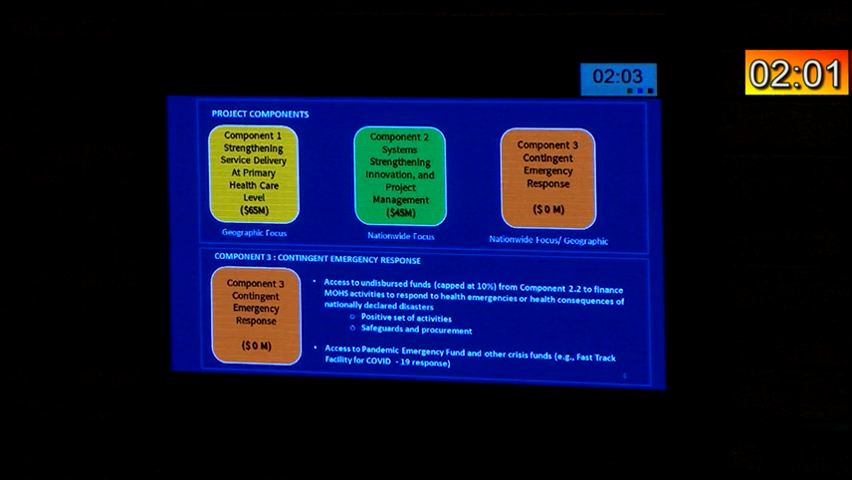 02:03
02:01
PROJECT COMPONENTS
Component 1
Strengthening
Service Delivery
At Primary
Health Care
Level
($65M)
Geographic Focus
Component 2
Systems
Strengthening
Innovation, and
Project
Management
($45M)
Nationwide Focus
Component 3
Contingent
Emergency
Response
($ 0 M)
Nationwide Focus/ Geographic
COMPONENT 3 : CONTINGENT EMERGENCY RESPONSE
Component 3
Contingent
Emergency
Response
($ 0 M)
• Access to undisbursed funds (capped at 10%) from Component 2.2 to finance
MOHS activities to respond to health emergencies or health consequences of
nationally declared disasters
o Positive set of activities
o Safeguards and procurement
• Access to Pandemic Emergency Fund and other crisis funds (e.g., Fast Track
Facility for COVID - 19 response)